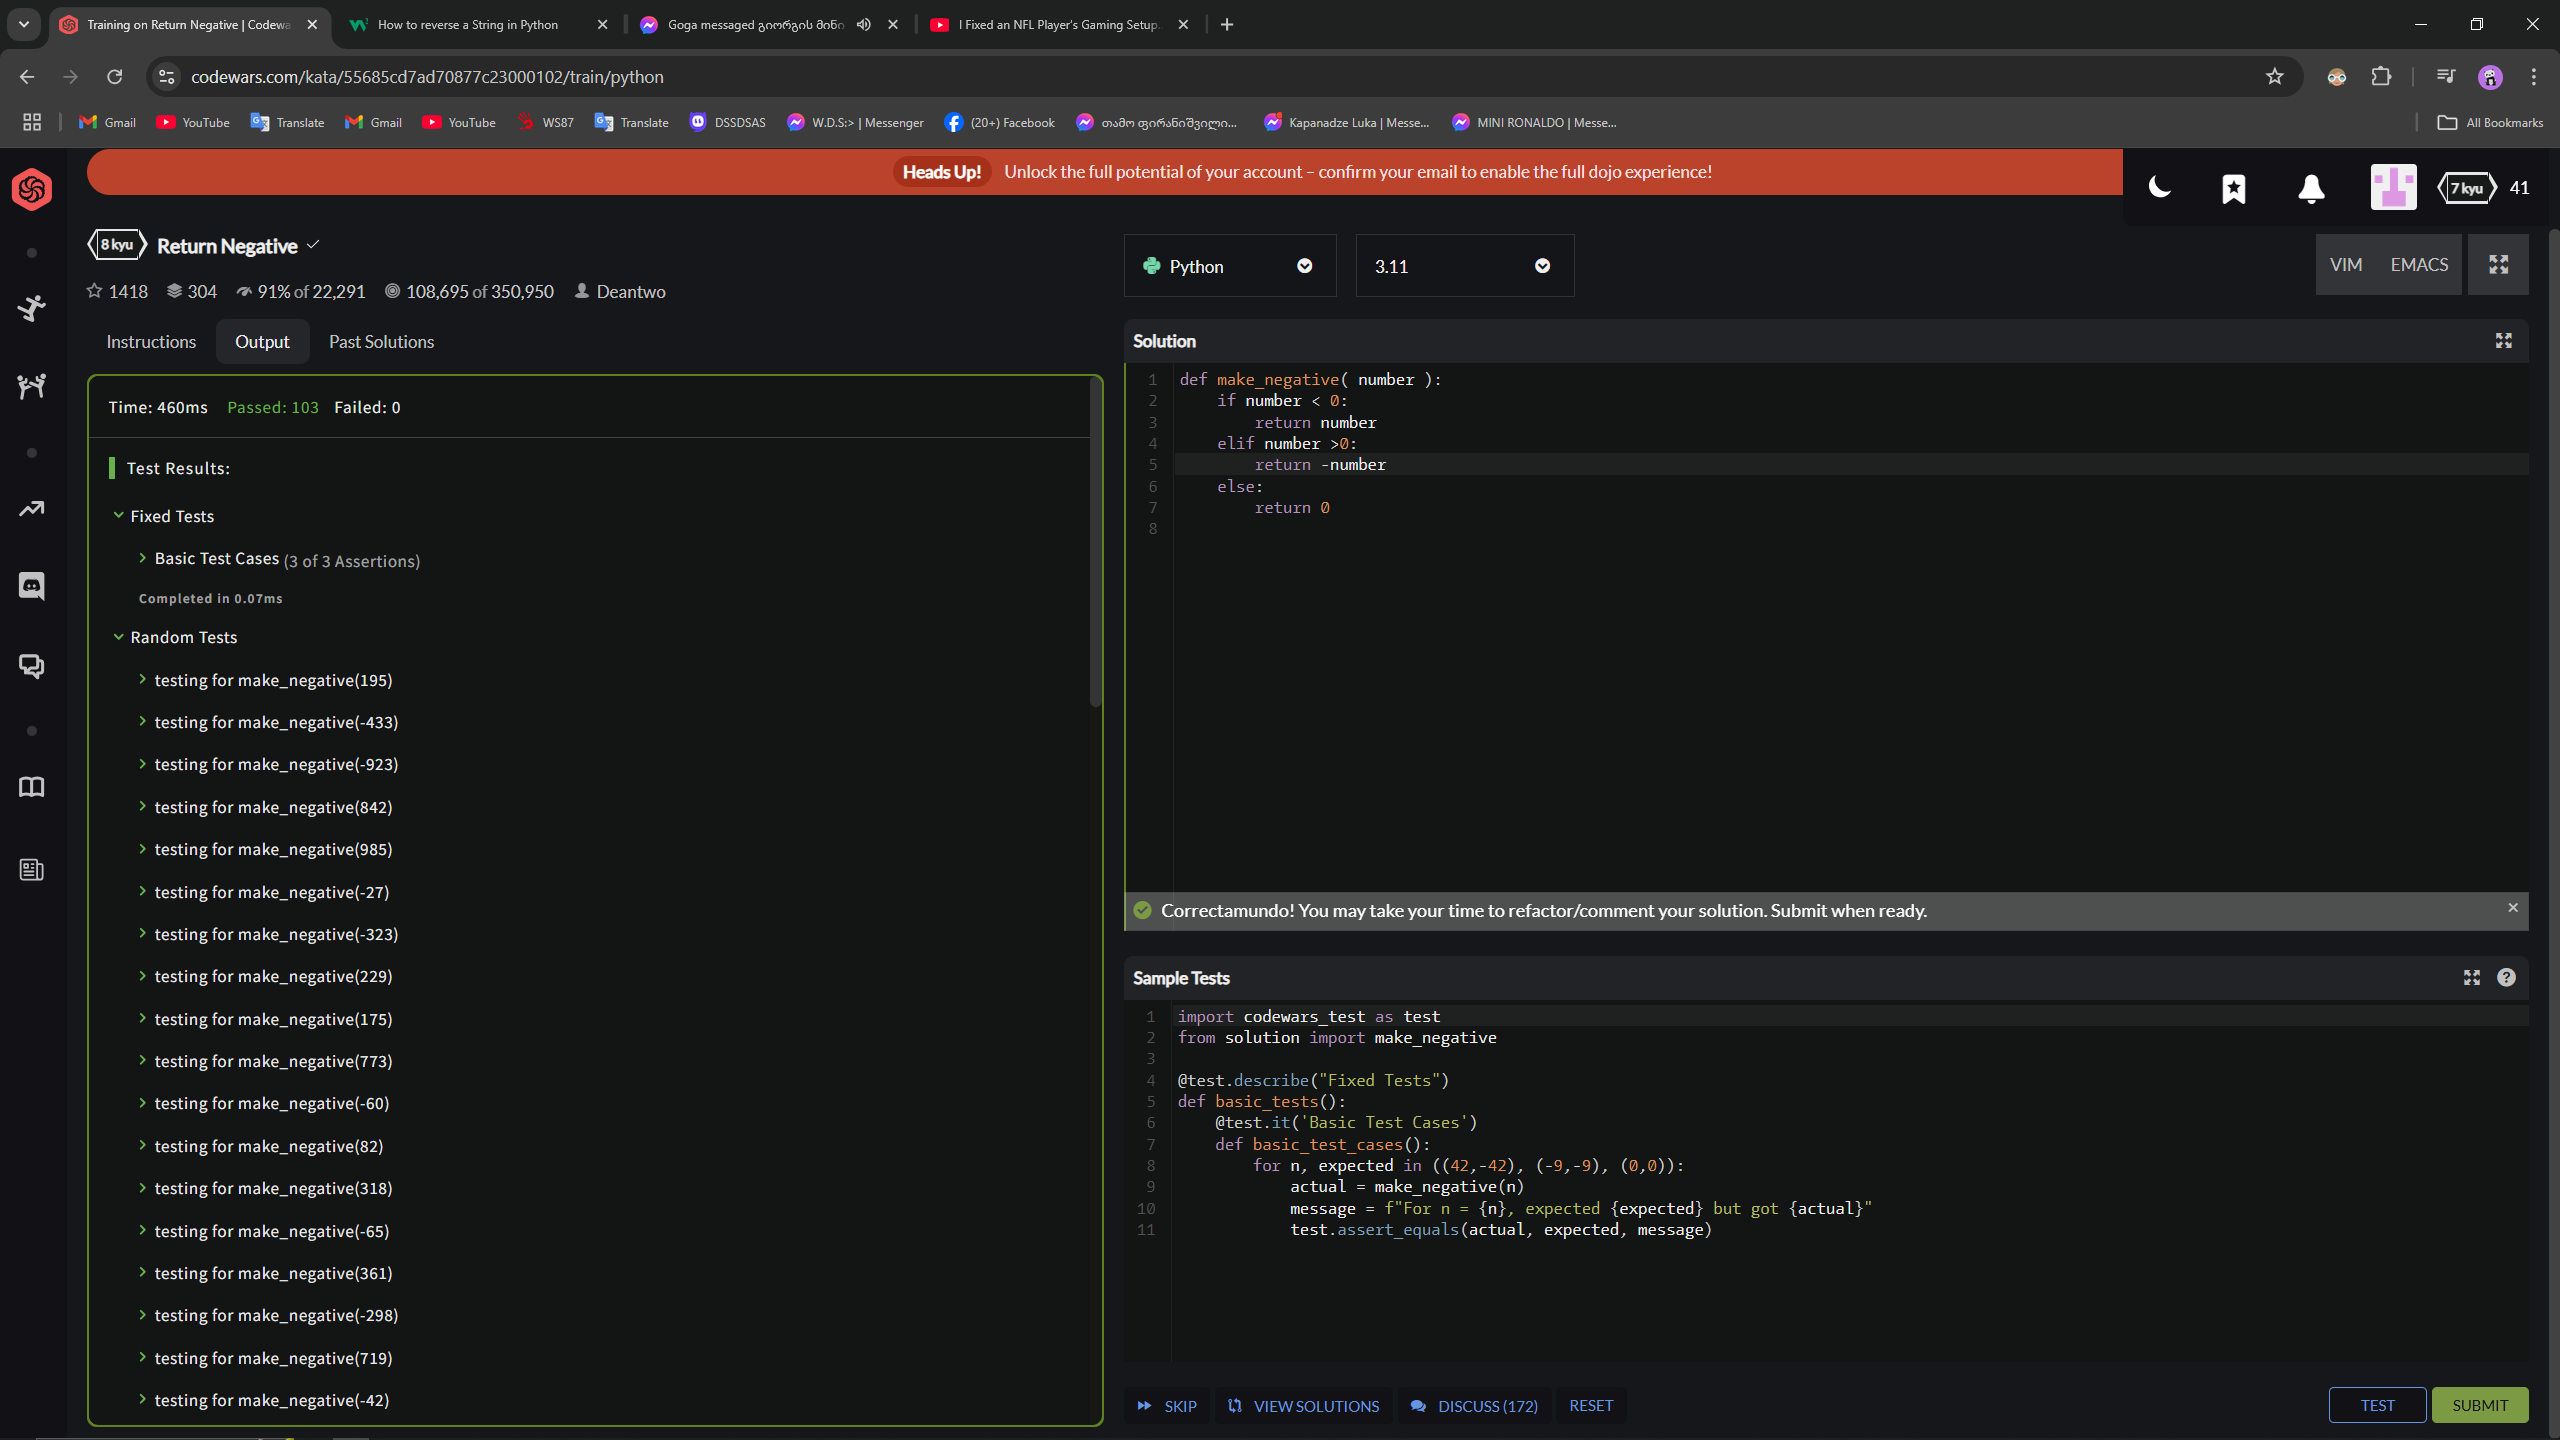 Training on Return Negative | Codewa
How to reverse a String in Python
Goga messaged გიორგის მინი
I Fixed an NFL Player's Gaming Setup.
codewars.com/kata/55685cd7ad70877c23000102/train/python
Gmail
YouTube
Translate
Gmail
YouTube
WS87
Translate
DSSDSAS
W.D.S:> | Messenger
(20+) Facebook
თამო ფირანიშვილი...
Kapanadze Luka | Messe...
MINI RONALDO | Messe...
All Bookmarks
Heads Up! Unlock the full potential of your account – confirm your email to enable the full dojo experience!
7 kyu 41
8 kyu Return Negative
1418 304 91% of 22,291 108,695 of 350,950 Deantwo
Instructions Output Past Solutions
Time: 460ms Passed: 103 Failed: 0
Test Results:
Fixed Tests
Basic Test Cases (3 of 3 Assertions)
Completed in 0.07ms
Random Tests
testing for make_negative(195)
testing for make_negative(-433)
testing for make_negative(-923)
testing for make_negative(842)
testing for make_negative(985)
testing for make_negative(-27)
testing for make_negative(-323)
testing for make_negative(229)
testing for make_negative(175)
testing for make_negative(773)
testing for make_negative(-60)
testing for make_negative(82)
testing for make_negative(318)
testing for make_negative(-65)
testing for make_negative(361)
testing for make_negative(-298)
testing for make_negative(719)
testing for make_negative(-42)
Python
3.11
VIM EMACS
Solution
1 def make_negative( number ):
2     if number < 0:
3         return number
4     elif number >0:
5         return -number
6     else:
7         return 0
8
Correctamundo! You may take your time to refactor/comment your solution. Submit when ready.
Sample Tests
1 import codewars_test as test
2 from solution import make_negative
3
4 @test.describe("Fixed Tests")
5 def basic_tests():
6     @test.it('Basic Test Cases')
7     def basic_test_cases():
8         for n, expected in ((42,-42), (-9,-9), (0,0)):
9             actual = make_negative(n)
10             message = f"For n = {n}, expected {expected} but got {actual}"
11             test.assert_equals(actual, expected, message)
SKIP VIEW SOLUTIONS DISCUSS (172) RESET
TEST SUBMIT